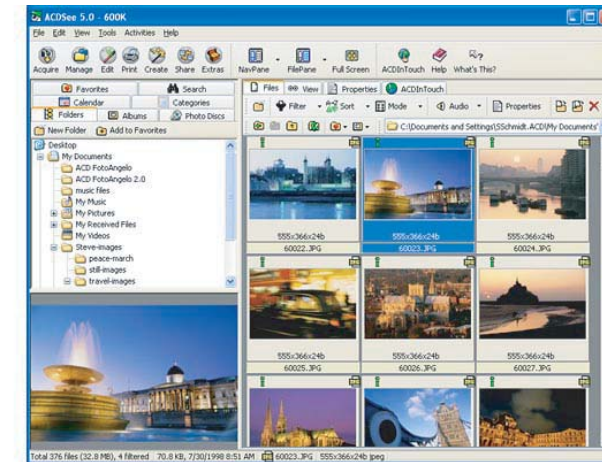 ACDSee 5.0 - 600K
File Edit View Tools Activities Help
Acquire Manage Edit Print Create Share Extras NavPane FilePane Full Screen ACDInTouch Help What's This?
Favorites Search
Calendar Categories
Folders Albums Photo Discs
New Folder Add to Favorites
Desktop
My Documents
ACD FotoAngelo
ACD FotoAngelo 2.0
music files
My Music
My Pictures
My Received Files
My Videos
Steve-images
peace-march
still-images
travel-images
Files View Properties ACDInTouch
Filter Sort Mode Audio Properties
C:\Documents and Settings\SSchmidt.ACD\My Documents'
555x366x24b 555x366x24b 555x366x24b
60022.JPG 60023.JPG 60024.JPG
555x366x24b 555x366x24b 555x366x24b
60025.JPG 60026.JPG 60027.JPG
Total 376 files (32.8 MB), 4 filtered 70.8 KB, 7/30/1998 8:51 AM 60023.JPG 555x366x24b jpeg